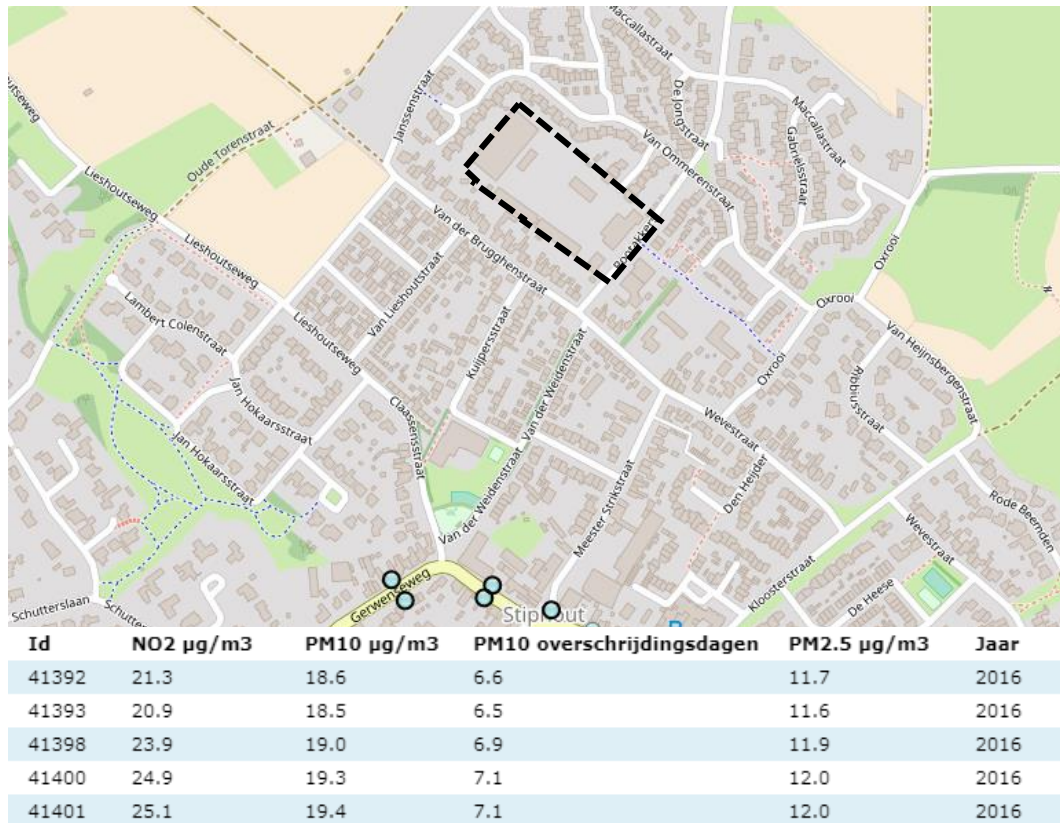 Maccallastraat
Janssenstraat
De Jongstraat
Maccallastraat
Gabriëlsstraat
Oude Torenstraat
Lieshoutseweg
Van Ommerenstraat
Lieshoutseweg
Van der Brugghenstraat
Oxrooi
Lieshoutseweg
Van Lieshoutstraat
Lambert Colenstraat
Lieshoutseweg
Kuijpersstraat
Oxrooi
Van Heijnsbergenstraat
Oxrooi
Ribbiusstraat
Van der Weidenstraat
Jan Hokaarsstraat
Claassensstraat
Wevestraat
Jan Hokaarsstraat
Van der Weidenstraat
Den Heijder
Meester Strikstraat
Rode Beemden
Wevestraat
Kloosterstraat
De Heese
Gerwenseweg
Schutterslaan
Stiphout
P
Id NO2 µg/m3 PM10 µg/m3 PM10 overschrijdingsdagen PM2.5 µg/m3 Jaar
41392 21.3 18.6 6.6 11.7 2016
41393 20.9 18.5 6.5 11.6 2016
41398 23.9 19.0 6.9 11.9 2016
41400 24.9 19.3 7.1 12.0 2016
41401 25.1 19.4 7.1 12.0 2016